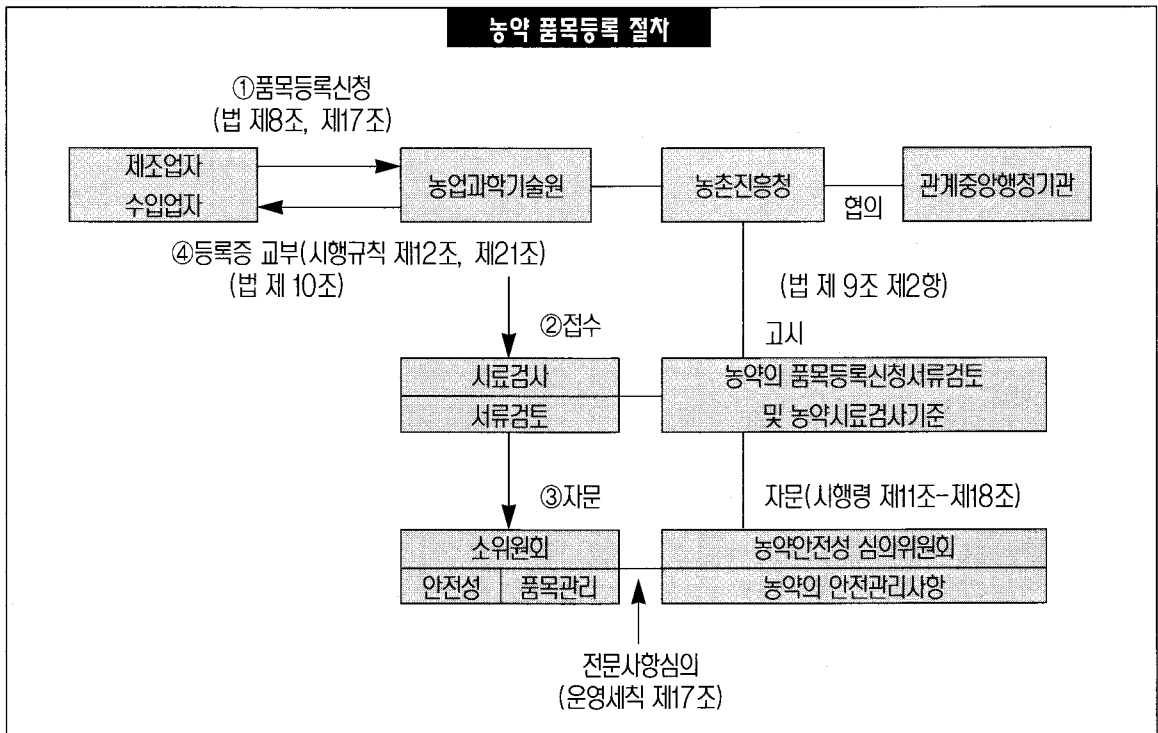 농약 품목등록 절차
①품목등록신청
(법 제8조, 제17조)
제조업자
수입업자
농업과학기술원
농촌진흥청
협의
관계중앙행정기관
④등록증 교부(시행규칙 제12조, 제21조)
(법 제 10조)
(법 제 9조 제2항)
②접수
고시
시료검사
서류검토
농약의 품목등록신청서류검토
및 농약시료검사기준
③자문
자문(시행령 제11조-제18조)
소위원회
안전성
품목관리
농약안전성 심의위원회
농약의 안전관리사항
전문사항심의
(운영세칙 제17조)